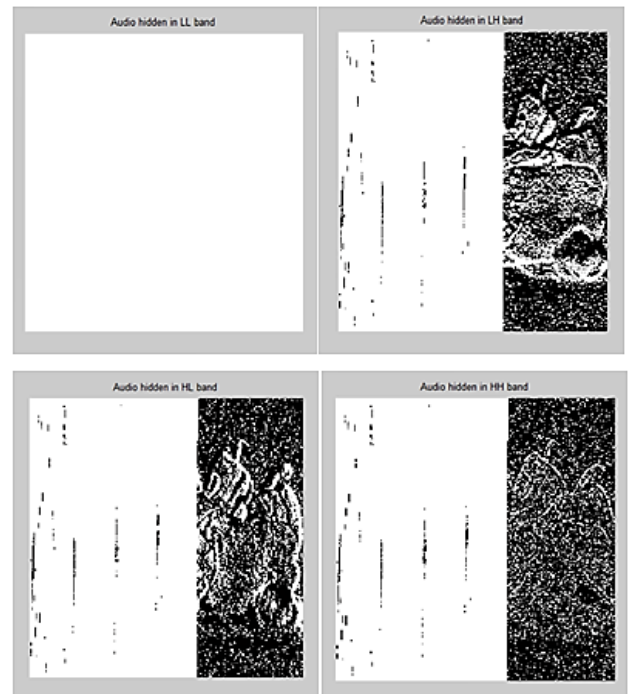 Audio hidden in LL band
Audio hidden in LH band
Audio hidden in HL band
Audio hidden in HH band